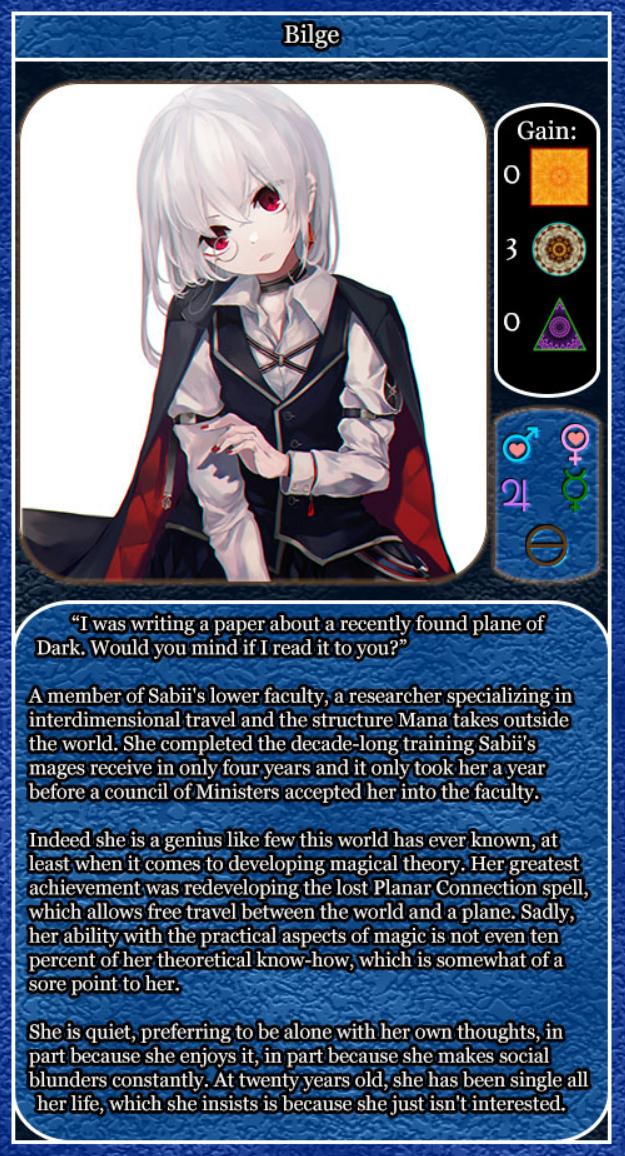 Bilge
Gain:
0
3
0
“I was writing a paper about a recently found plane of
Dark. Would you mind if I read it to you?”
A member of Sabii's lower faculty, a researcher specializing in
interdimensional travel and the structure Mana takes outside
the world. She completed the decade-long training Sabii's
mages receive in only four years and it only took her a year
before a council of Ministers accepted her into the faculty.
Indeed she is a genius like few this world has ever known, at
least when it comes to developing magical theory. Her greatest
achievement was redeveloping the lost Planar Connection spell,
which allows free travel between the world and a plane. Sadly,
her ability with the practical aspects of magic is not even ten
percent of her theoretical know-how, which is somewhat of a
sore point to her.
She is quiet, preferring to be alone with her own thoughts, in
part because she enjoys it, in part because she makes social
blunders constantly. At twenty years old, she has been single all
her life, which she insists is because she just isn't interested.